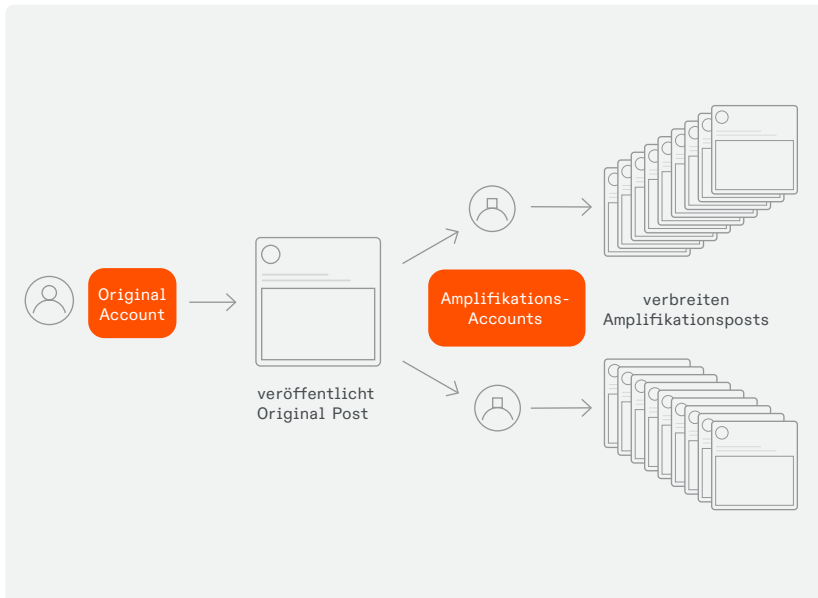 Original
Account
veröffentlicht
Original Post
Amplifikations-
Accounts
verbreiten
Amplifikationsposts